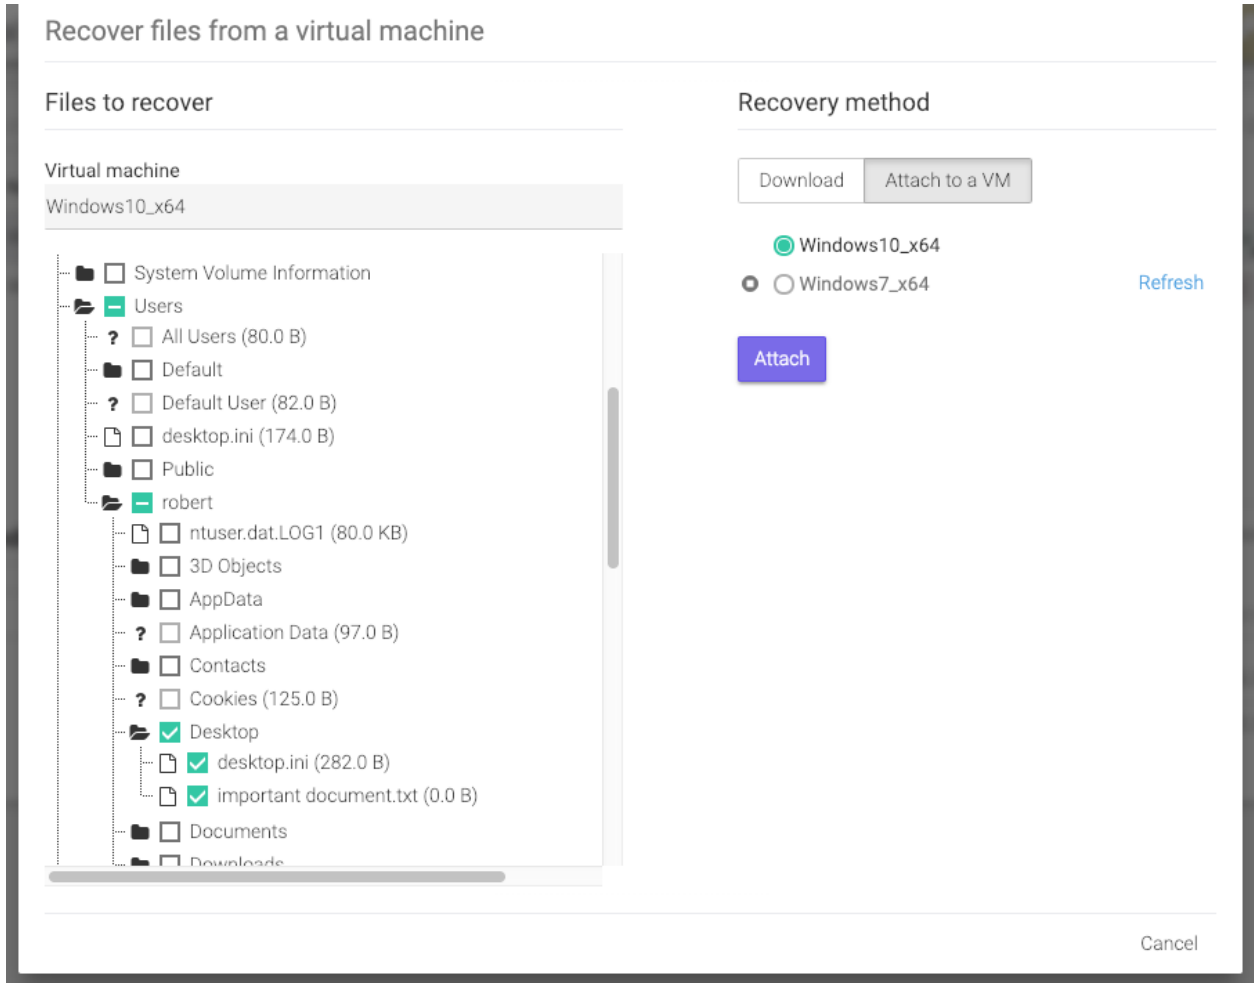 Recover files from a virtual machine
Files to recover
Virtual machine
Windows10_x64
System Volume Information
Users
? All Users (80.0 B)
Default
? Default User (82.0 B)
desktop.ini (174.0 B)
Public
robert
ntuser.dat.LOG1 (80.0 KB)
3D Objects
AppData
? Application Data (97.0 B)
Contacts
? Cookies (125.0 B)
Desktop
desktop.ini (282.0 B)
important document.txt (0.0 B)
Documents
Downloads
Recovery method
Download Attach to a VM
Windows10_x64
Windows7_x64 Refresh
Attach
Cancel